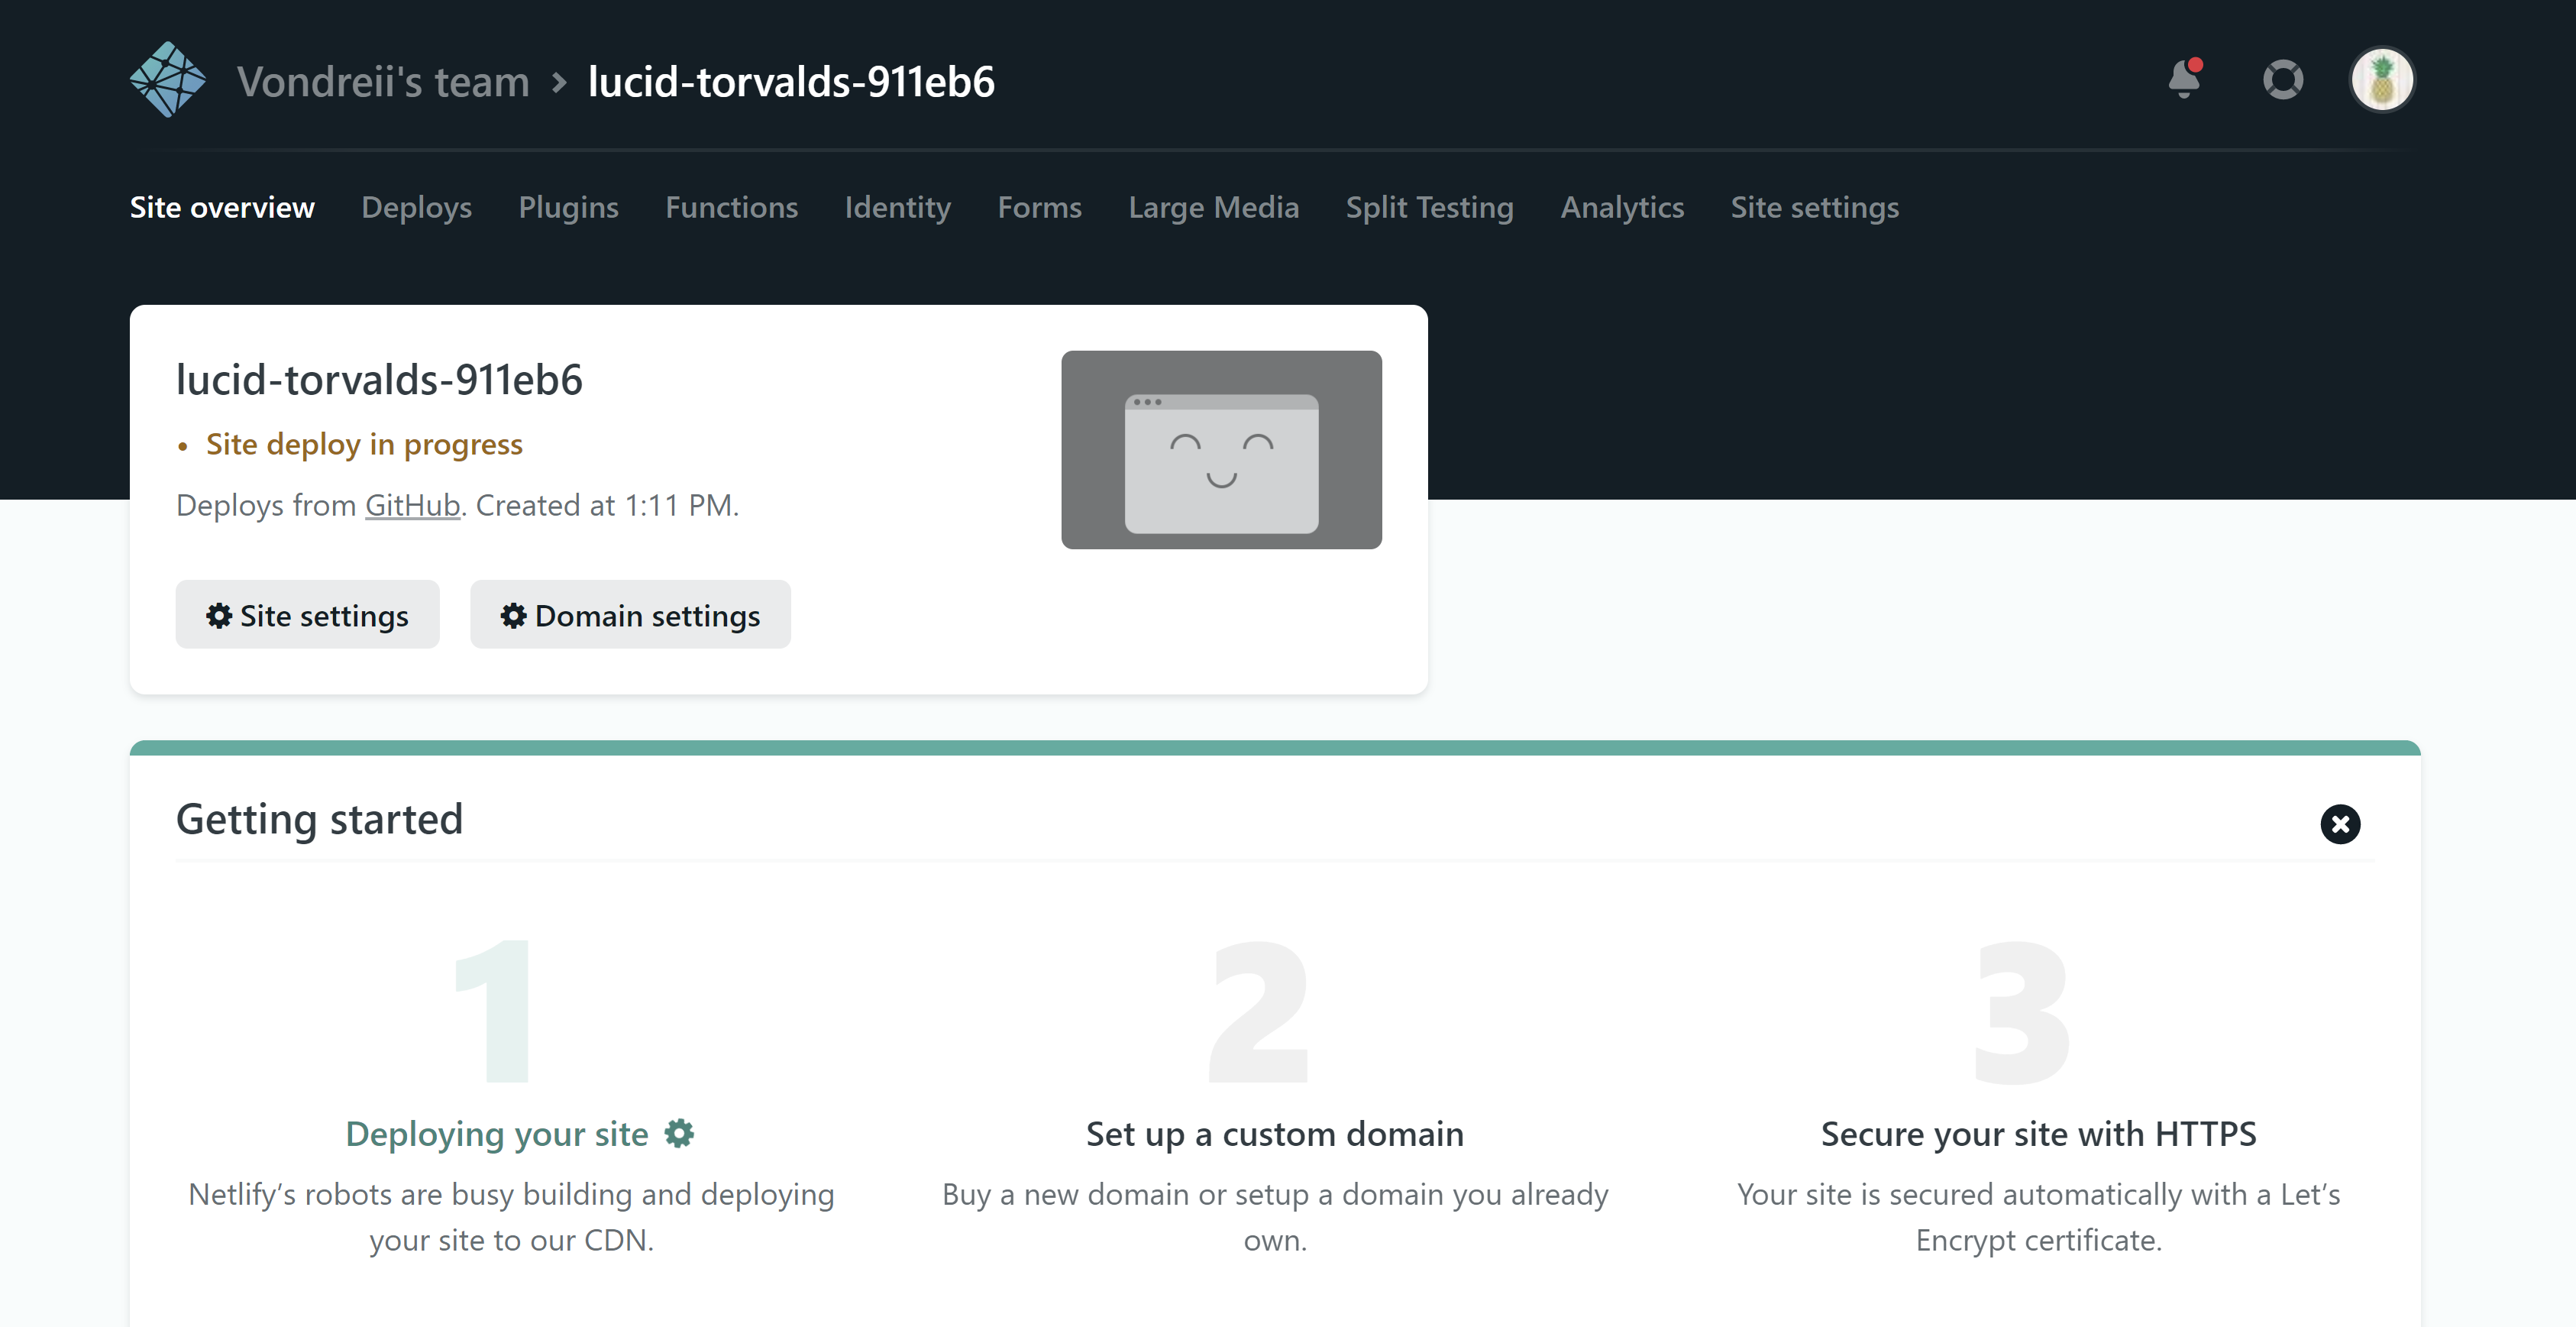 Vondreii's team > lucid-torvalds-911eb6
Site overview Deploys Plugins Functions Identity Forms Large Media Split Testing Analytics Site settings
lucid-torvalds-911eb6
• Site deploy in progress
Deploys from GitHub. Created at 1:11 PM.
Site settings Domain settings
Getting started
1 2 3
Deploying your site
Netlify’s robots are busy building and deploying
your site to our CDN.
Set up a custom domain
Buy a new domain or setup a domain you already
own.
Secure your site with HTTPS
Your site is secured automatically with a Let’s
Encrypt certificate.